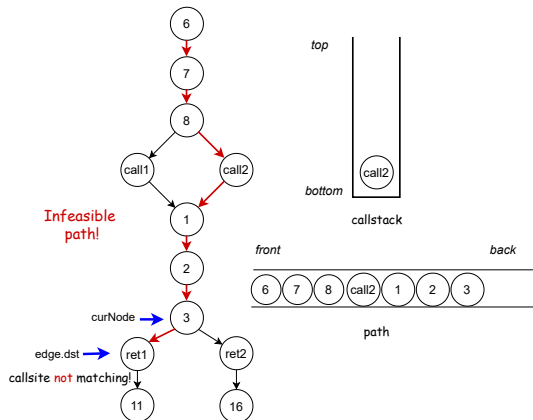 6
top
7
8
call1
call2
call2
bottom
callstack
Infeasible
path!
1
front
back
2
6
7
8
call2
1
2
3
curNode
3
path
edge.dst
ret1
ret2
callsite not matching!
11
16